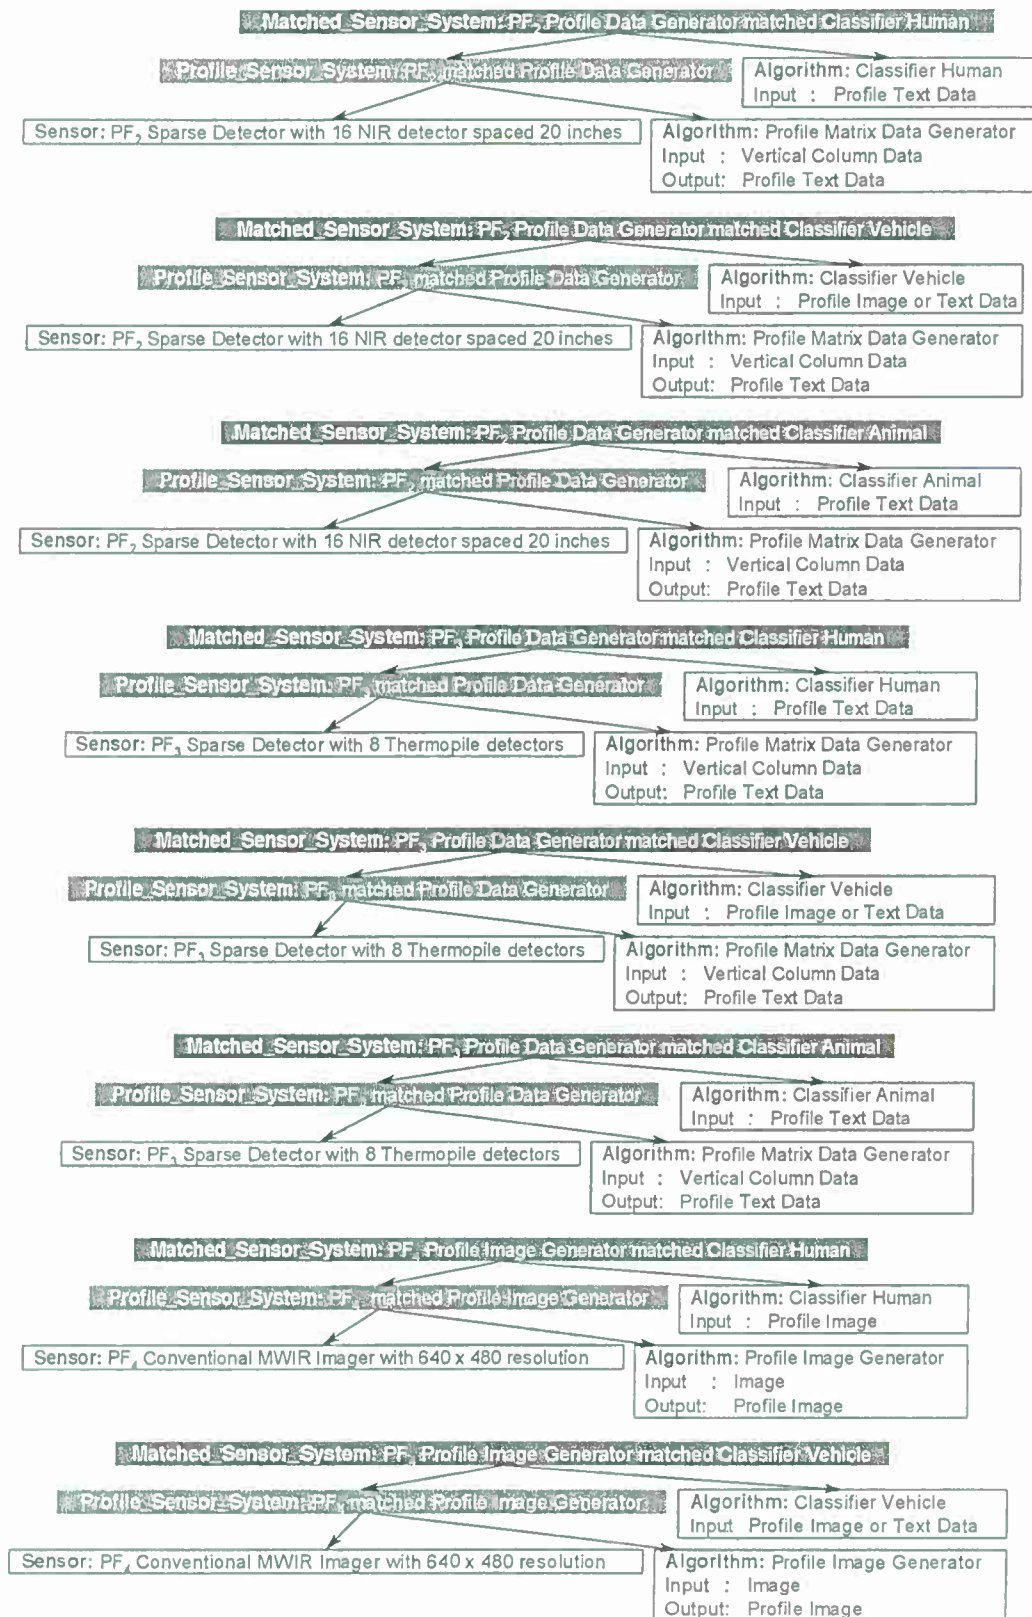 Matched_Sensor_System: PF₂ Profile Data Generator matched Classifier Human
Profile_Sensor_System: PF₂ matched Profile Data Generator
Algorithm: Classifier Human
Input : Profile Text Data
Sensor: PF₂ Sparse Detector with 16 NIR detector spaced 20 inches
Algorithm: Profile Matrix Data Generator
Input : Vertical Column Data
Output: Profile Text Data
Matched_Sensor_System: PF₂ Profile Data Generator matched Classifier Vehicle
Profile_Sensor_System: PF₂ matched Profile Data Generator
Algorithm: Classifier Vehicle
Input : Profile Image or Text Data
Sensor: PF₂ Sparse Detector with 16 NIR detector spaced 20 inches
Algorithm: Profile Matrix Data Generator
Input : Vertical Column Data
Output: Profile Text Data
Matched_Sensor_System: PF₂ Profile Data Generator matched Classifier Animal
Profile_Sensor_System: PF₂ matched Profile Data Generator
Algorithm: Classifier Animal
Input : Profile Text Data
Sensor: PF₂ Sparse Detector with 16 NIR detector spaced 20 inches
Algorithm: Profile Matrix Data Generator
Input : Vertical Column Data
Output: Profile Text Data
Matched_Sensor_System: PF₃ Profile Data Generator matched Classifier Human
Profile_Sensor_System: PF₃ matched Profile Data Generator
Algorithm: Classifier Human
Input : Profile Text Data
Sensor: PF₃ Sparse Detector with 8 Thermopile detectors
Algorithm: Profile Matrix Data Generator
Input : Vertical Column Data
Output: Profile Text Data
Matched_Sensor_System: PF₃ Profile Data Generator matched Classifier Vehicle
Profile_Sensor_System: PF₃ matched Profile Data Generator
Algorithm: Classifier Vehicle
Input : Profile Image or Text Data
Sensor: PF₃ Sparse Detector with 8 Thermopile detectors
Algorithm: Profile Matrix Data Generator
Input : Vertical Column Data
Output: Profile Text Data
Matched_Sensor_System: PF₃ Profile Data Generator matched Classifier Animal
Profile_Sensor_System: PF₃ matched Profile Data Generator
Algorithm: Classifier Animal
Input : Profile Text Data
Sensor: PF₃ Sparse Detector with 8 Thermopile detectors
Algorithm: Profile Matrix Data Generator
Input : Vertical Column Data
Output: Profile Text Data
Matched_Sensor_System: PF₄ Profile Image Generator matched Classifier Human
Profile_Sensor_System: PF₄ matched Profile Image Generator
Algorithm: Classifier Human
Input : Profile Image
Sensor: PF₄ Conventional MWIR Imager with 640 x 480 resolution
Algorithm: Profile Image Generator
Input : Image
Output: Profile Image
Matched_Sensor_System: PF₄ Profile Image Generator matched Classifier Vehicle
Profile_Sensor_System: PF₄ matched Profile Image Generator
Algorithm: Classifier Vehicle
Input Profile Image or Text Data
Sensor: PF₄ Conventional MWIR Imager with 640 x 480 resolution
Algorithm: Profile Image Generator
Input : Image
Output: Profile Image